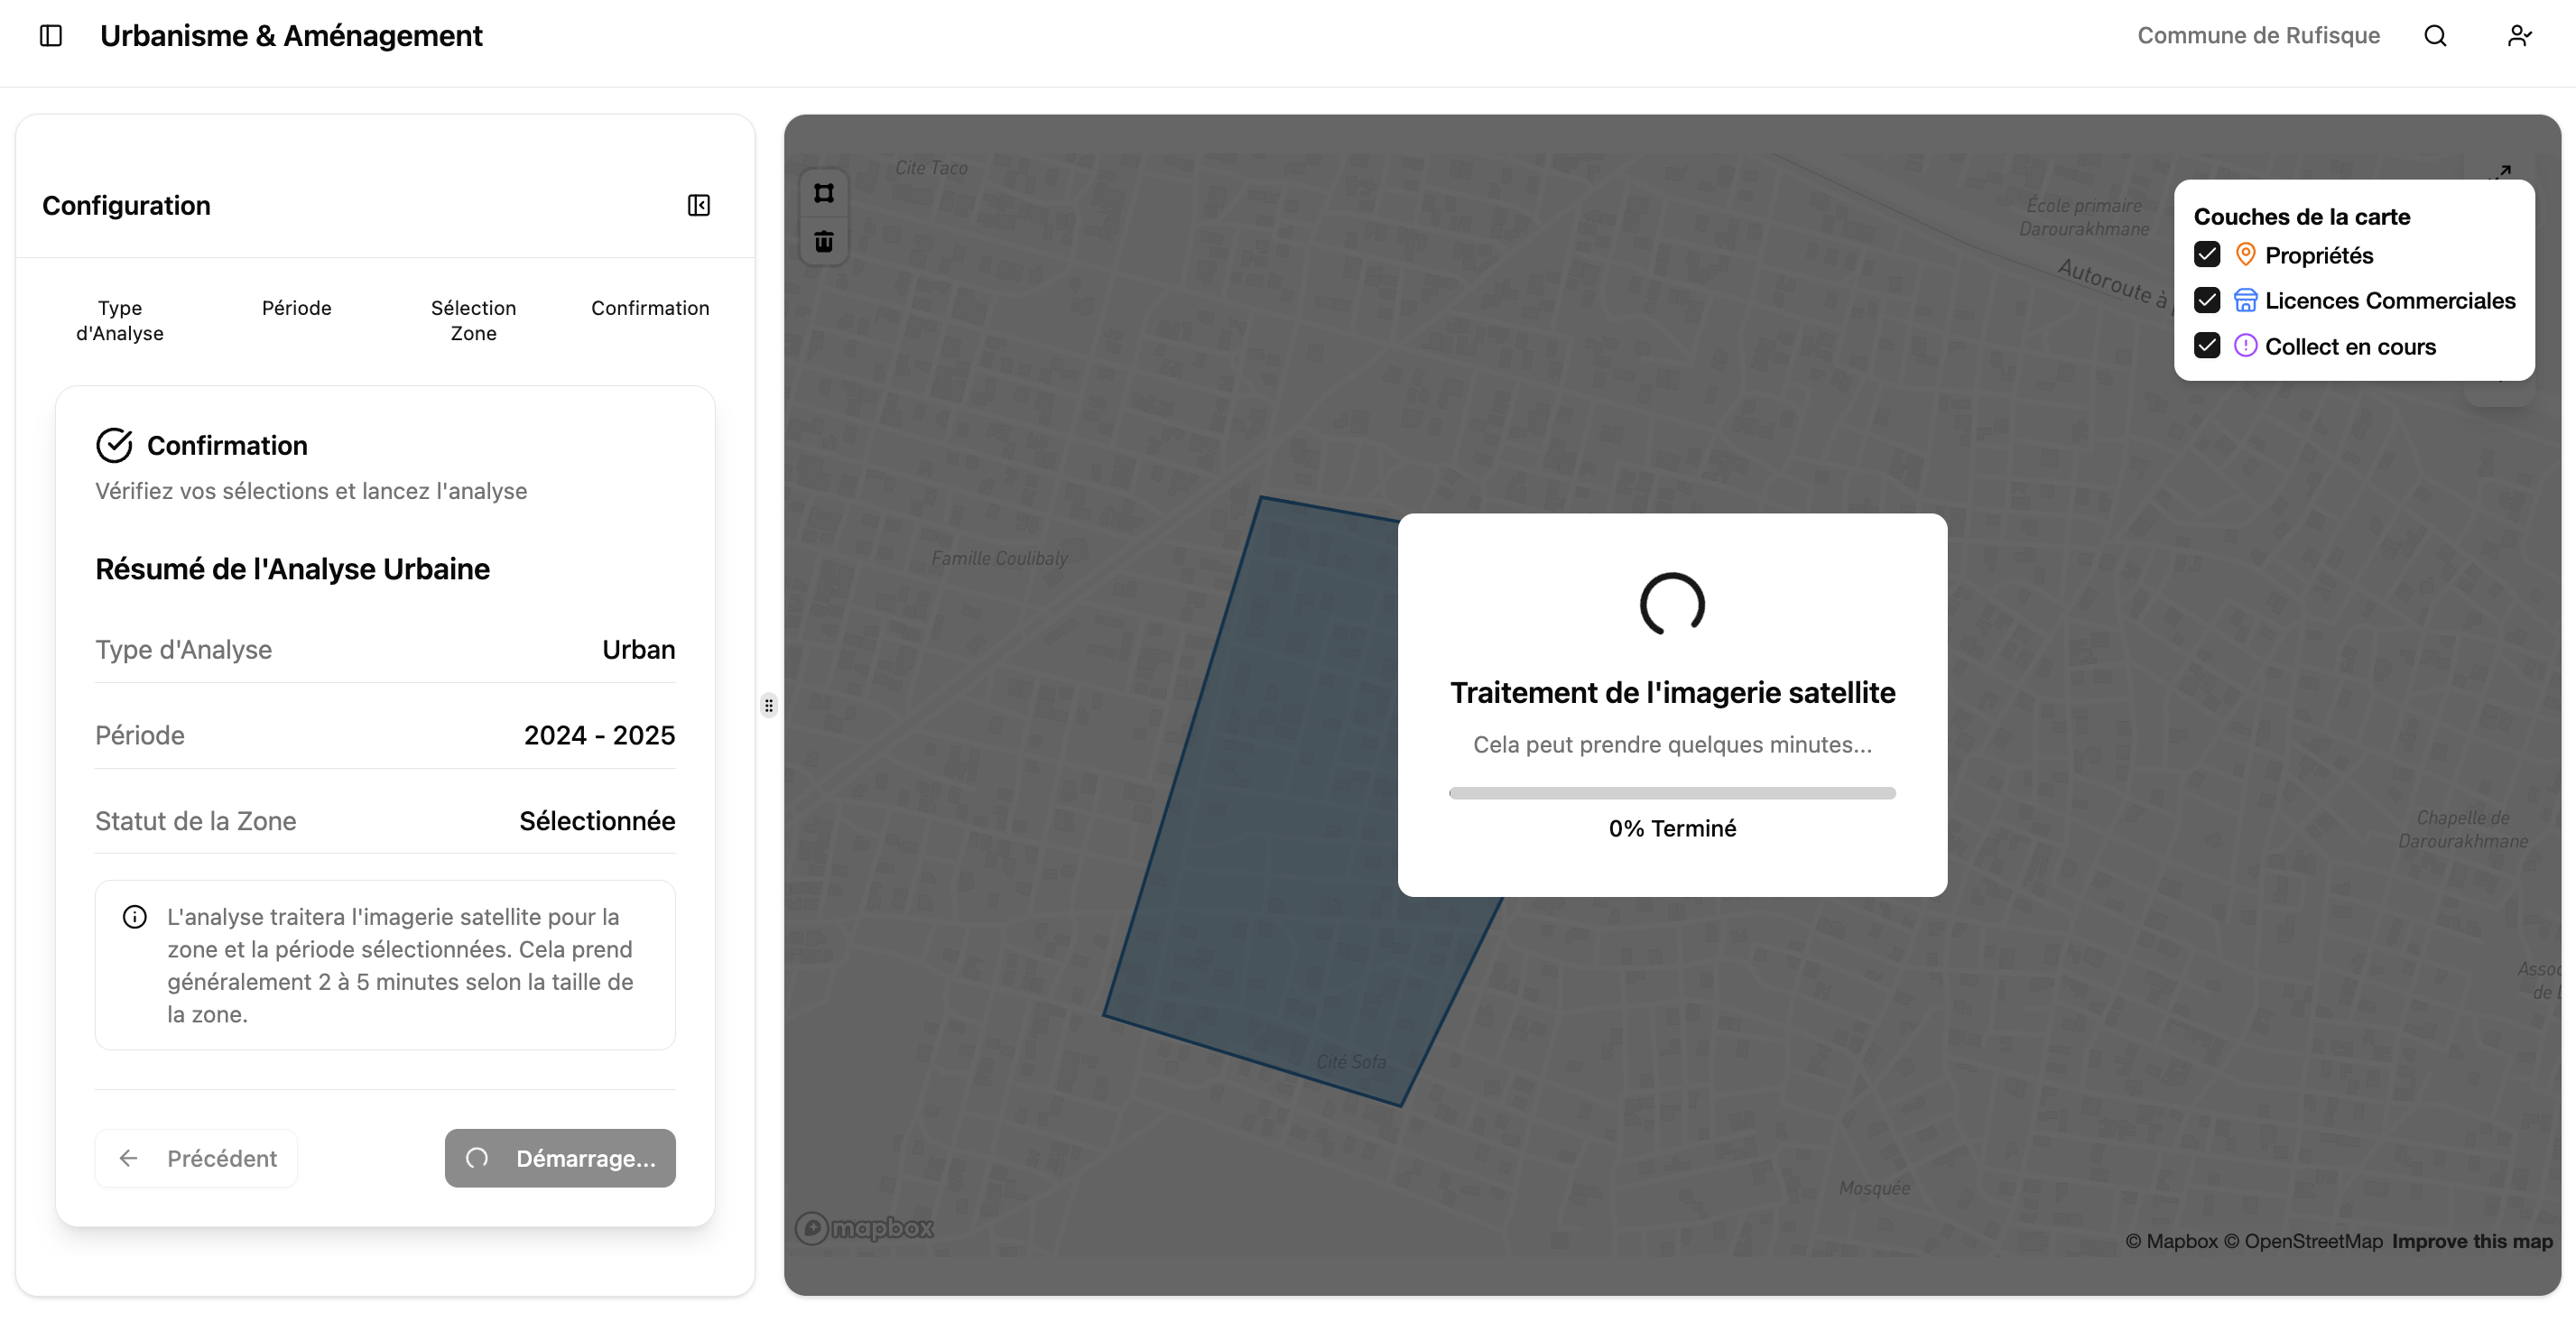 Urbanisme & Aménagement
Commune de Rufisque
Configuration
Type
d'Analyse
Période
Sélection
Zone
Confirmation
Confirmation
Vérifiez vos sélections et lancez l'analyse
Résumé de l'Analyse Urbaine
Type d'Analyse
Urban
Période
2024 - 2025
Statut de la Zone
Sélectionnée
L'analyse traitera l'imagerie satellite pour la
zone et la période sélectionnées. Cela prend
généralement 2 à 5 minutes selon la taille de
la zone.
Précédent
Démarrage...
Cite Taco
École primaire
Darourakhmane
Autoroute à
Couches de la carte
Propriétés
Licences Commerciales
Collect en cours
Famille Coulibaly
Traitement de l'imagerie satellite
Cela peut prendre quelques minutes...
0% Terminé
Chapelle de
Darourakhmane
de
Cité Sofa
Mosquée
mapbox
© Mapbox © OpenStreetMap Improve this map